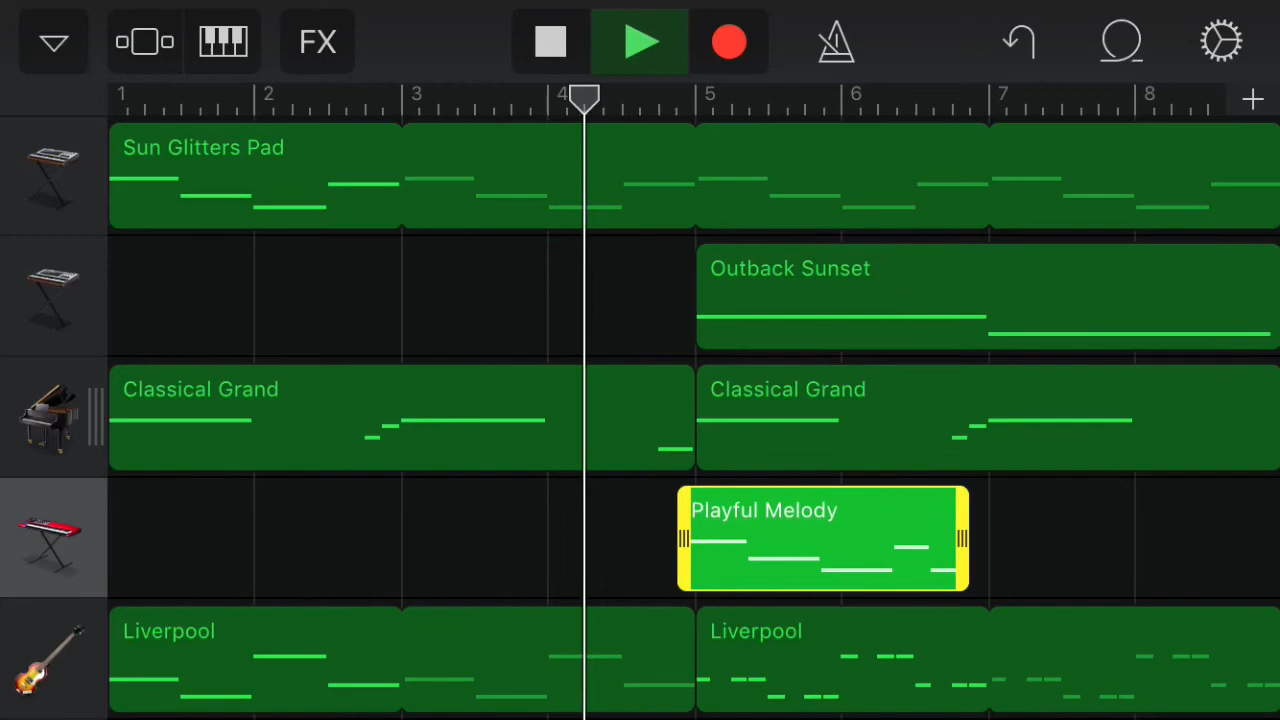 FX
1 2 3 4 5 6 7 8
Sun Glitters Pad
Outback Sunset
Classical Grand Classical Grand
Playful Melody
Liverpool Liverpool